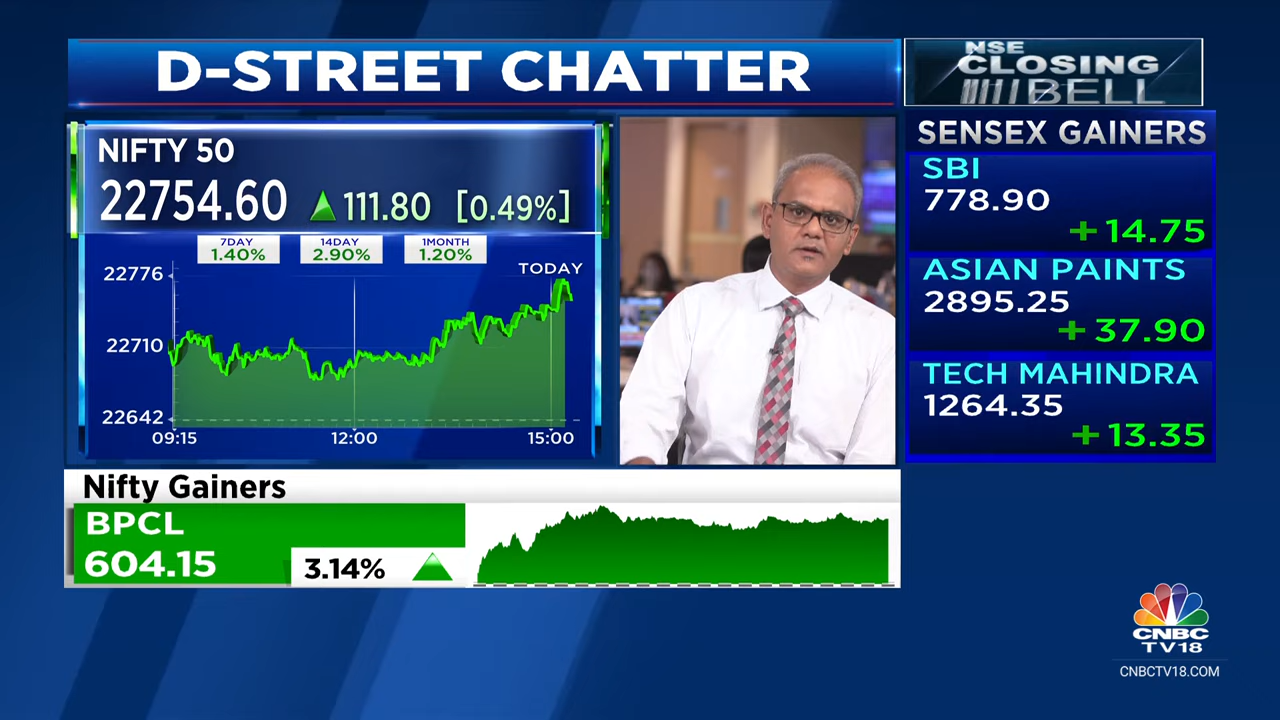 D-STREET CHATTER
NSE
CLOSING
BELL
NIFTY 50
22754.60 111.80 [0.49%]
7DAY
1.40%
14DAY
2.90%
1MONTH
1.20%
TODAY
22776
22710
22642
09:15 12:00 15:00
SENSEX GAINERS
SBI
778.90
+ 14.75
ASIAN PAINTS
2895.25
+ 37.90
TECH MAHINDRA
1264.35
+ 13.35
Nifty Gainers
BPCL
604.15
3.14%
CNBC
TV18
CNBCTV18.COM